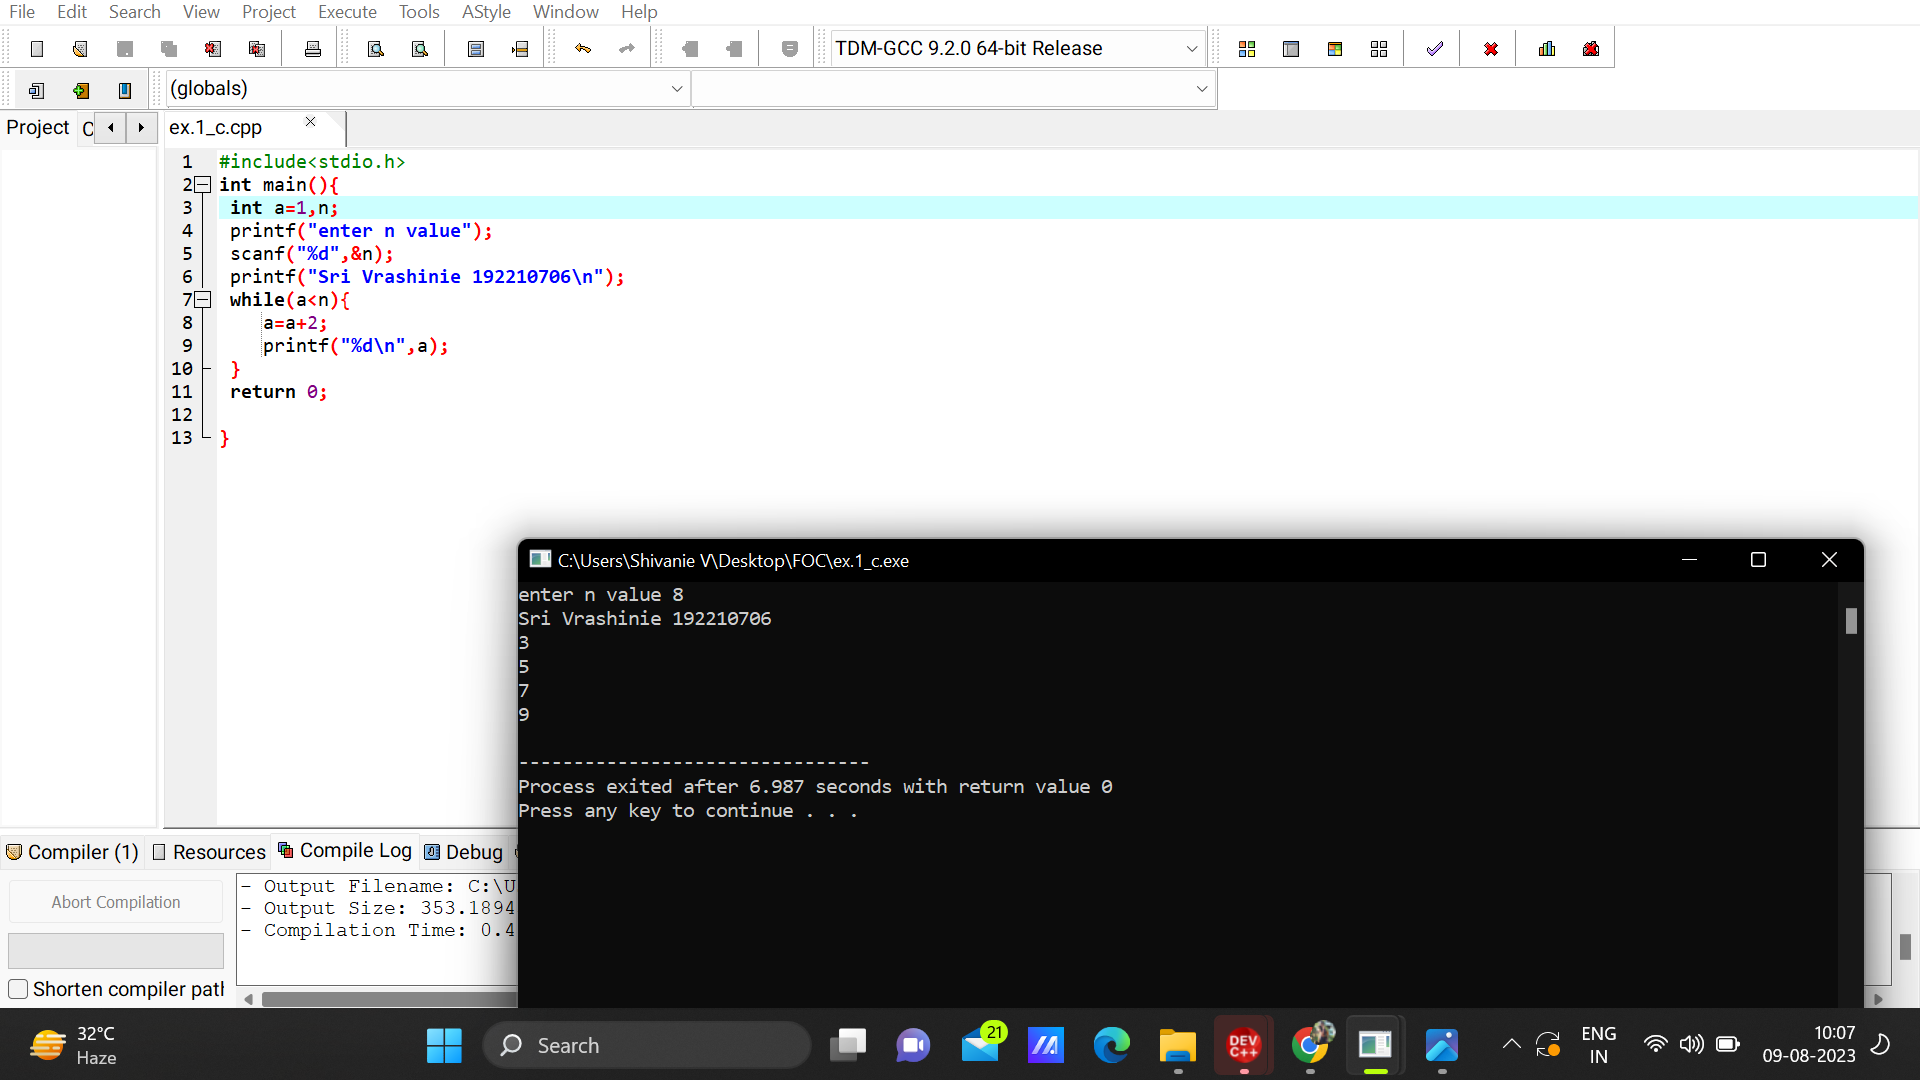 File Edit Search View Project Execute Tools AStyle Window Help
TDM-GCC 9.2.0 64-bit Release
(globals)
Project C ex.1_c.cpp
1 #include<stdio.h>
2 int main(){
3 int a=1,n;
4 printf("enter n value");
5 scanf("%d",&n);
6 printf("Sri Vrashinie 192210706\n");
7 while(a<n){
8 a=a+2;
9 printf("%d\n",a);
10 }
11 return 0;
12
13 }
C:\Users\Shivanie V\Desktop\FOC\ex.1_c.exe
enter n value 8
Sri Vrashinie 192210706
3
5
7
9
--------------------------------
Process exited after 6.987 seconds with return value 0
Press any key to continue . . .
Compiler (1) Resources Compile Log Debug
Abort Compilation
Shorten compiler path
- Output Filename: C:\U
- Output Size: 353.1894
- Compilation Time: 0.4
32°C
Haze
Search
21
DEV
C++
ENG
IN
10:07
09-08-2023